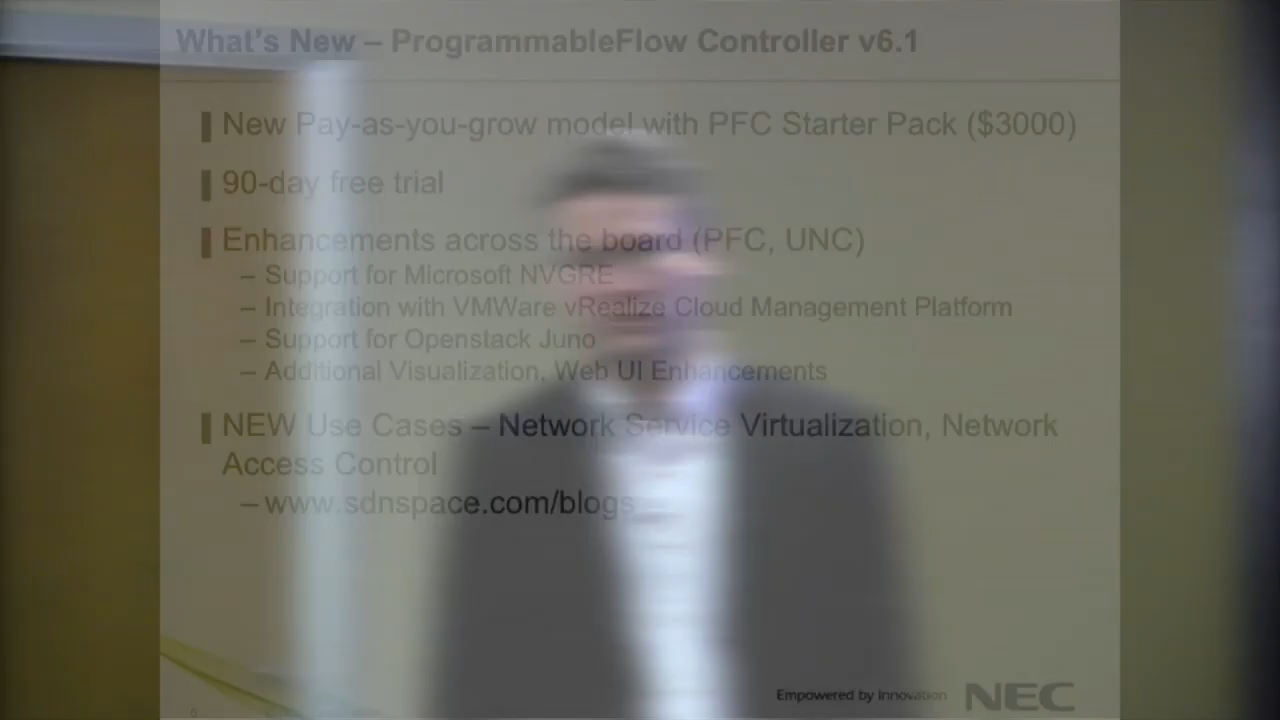 What's New – ProgrammableFlow Controller v6.1
New Pay-as-you-grow model with PFC Starter Pack ($3000)
90-day free trial
Enhancements across the board (PFC, UNC)
– Support for Microsoft NVGRE
– Integration with VMWare vRealize Cloud Management Platform
– Support for Openstack Juno
– Additional Visualization, Web UI Enhancements
NEW Use Cases – Network Service Virtualization, Network
Access Control
– www.sdnspace.com/blogs
Empowered by Innovation NEC
6